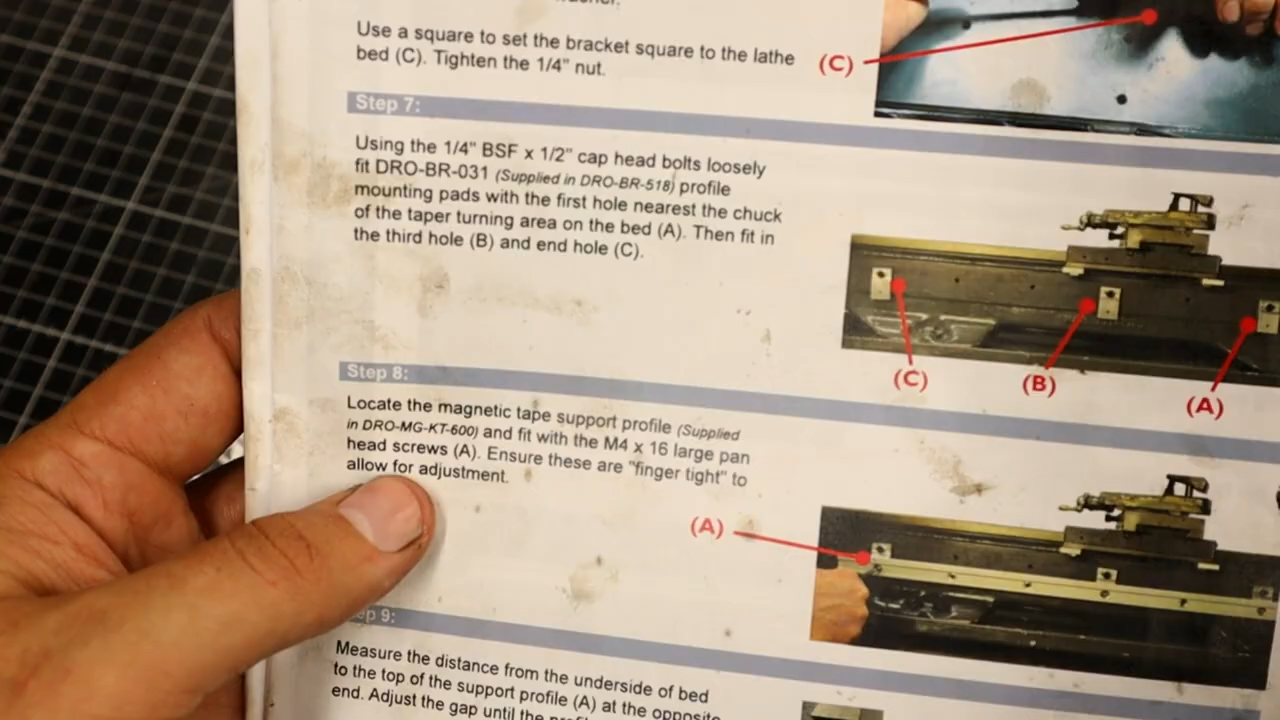 Use a square to set the bracket square to the lathe
bed (C). Tighten the 1/4" nut.
(C)
Step 7:
Using the 1/4" BSF x 1/2" cap head bolts loosely
fit DRO-BR-031 (Supplied in DRO-BR-518) profile
mounting pads with the first hole nearest the chuck
of the taper turning area on the bed (A). Then fit in
the third hole (B) and end hole (C).
(C)
(B)
(A)
Step 8:
Locate the magnetic tape support profile (Supplied
in DRO-MG-KT-600) and fit with the M4 x 16 large pan
head screws (A). Ensure these are "finger tight" to
allow for adjustment.
(A)
9:
Measure the distance from the underside of bed
to the top of the support profile (A) at the opposite
end. Adjust the gap until the